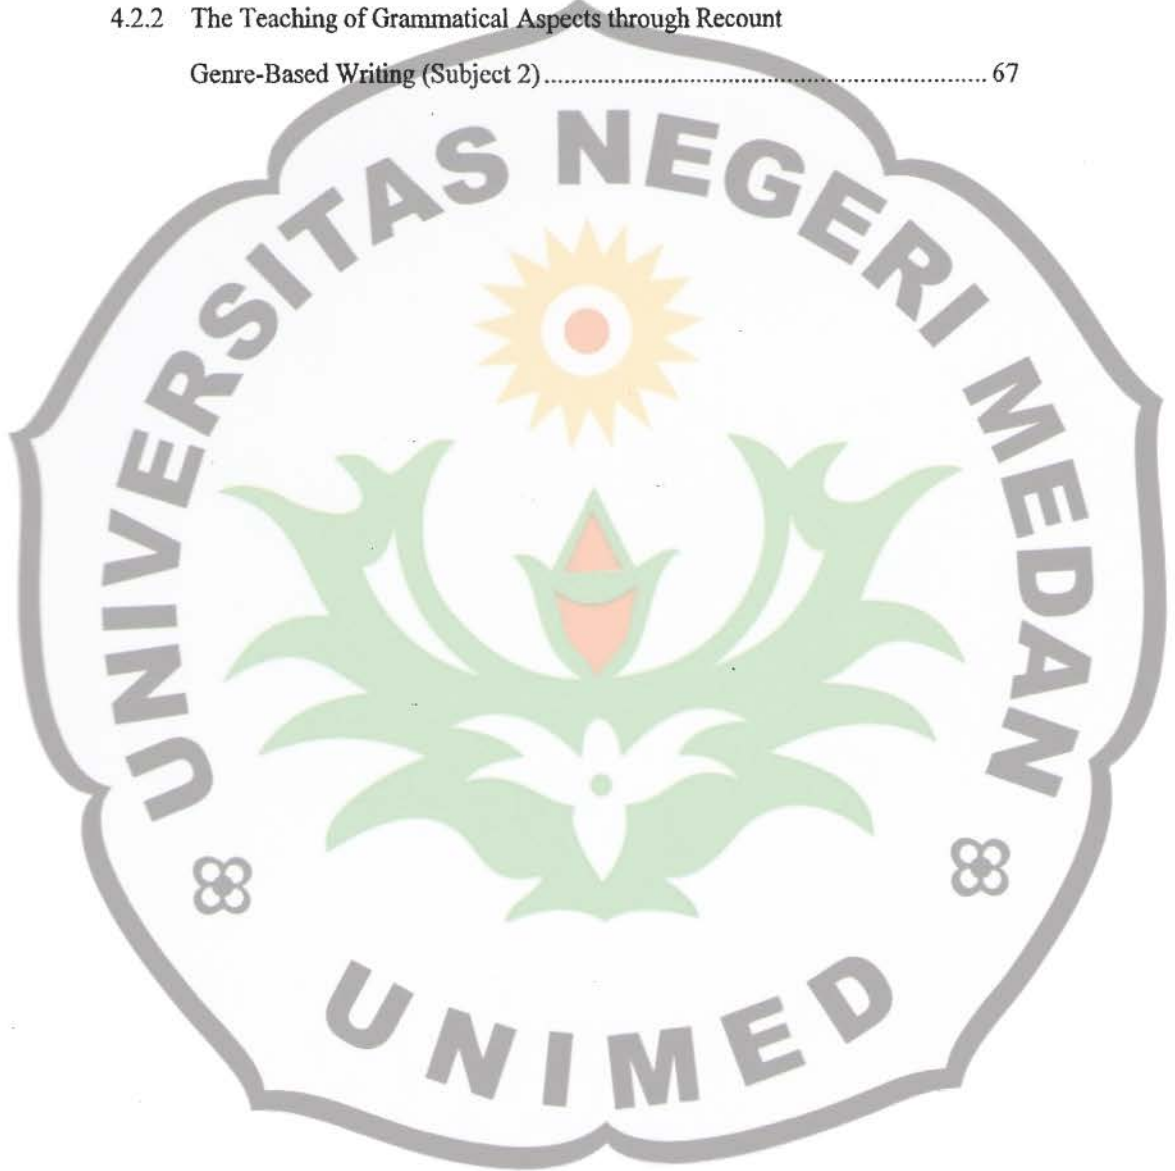 4.2.2 The Teaching of Grammatical Aspects through Recount
Genre-Based Writing (Subject 2)........................................................................................ 67
UNIVERSITAS NEGERI MEDAN
UNIMED